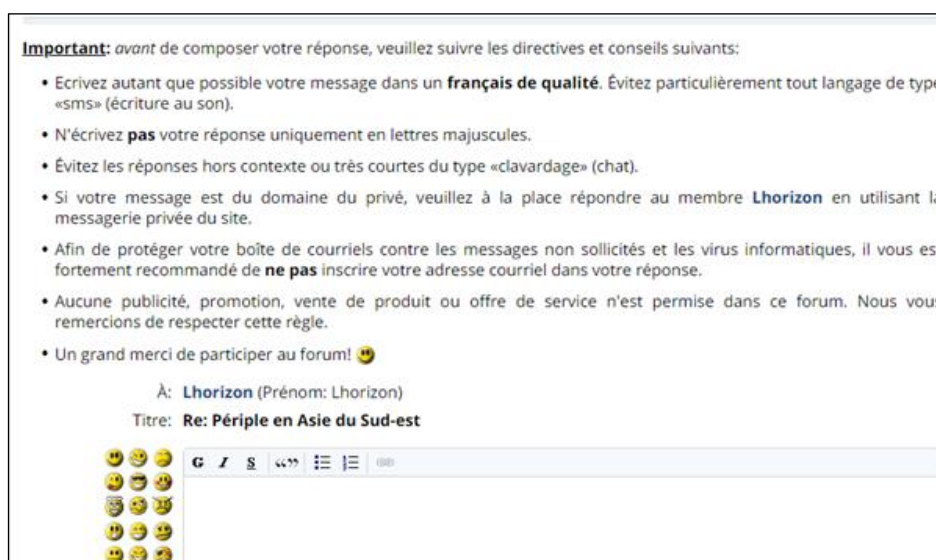 Important: avant de composer votre réponse, veuillez suivre les directives et conseils suivants:
• Ecrivez autant que possible votre message dans un français de qualité. Évitez particulièrement tout langage de type
«sms» (écriture au son).
• N'écrivez pas votre réponse uniquement en lettres majuscules.
• Évitez les réponses hors contexte ou très courtes du type «clavardage» (chat).
• Si votre message est du domaine du privé, veuillez à la place répondre au membre Lhorizon en utilisant la
messagerie privée du site.
• Afin de protéger votre boîte de courriels contre les messages non sollicités et les virus informatiques, il vous es
fortement recommandé de ne pas inscrire votre adresse courriel dans votre réponse.
• Aucune publicité, promotion, vente de produit ou offre de service n'est permise dans ce forum. Nous vous
remercions de respecter cette règle.
• Un grand merci de participer au forum!
À: Lhorizon (Prénom: Lhorizon)
Titre: Re: Périple en Asie du Sud-est
G I S “”